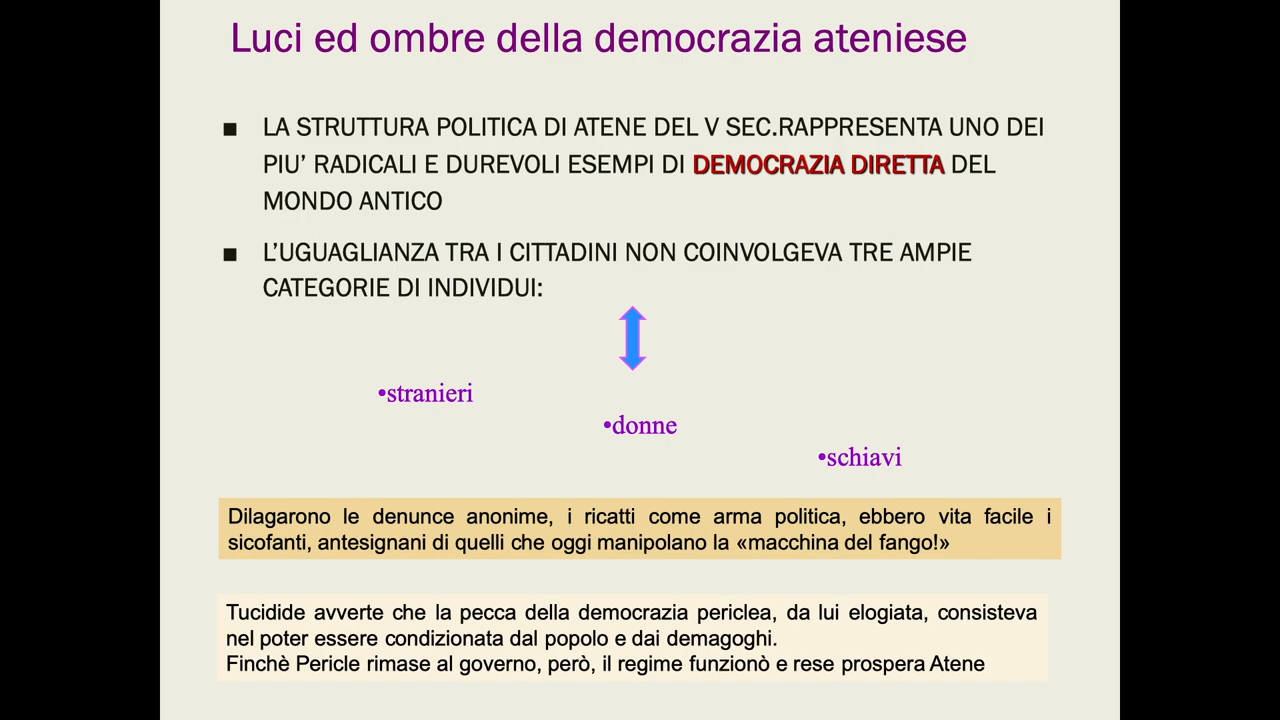 Luci ed ombre della democrazia ateniese
■ LA STRUTTURA POLITICA DI ATENE DEL V SEC.RAPPRESENTA UNO DEI
PIU’ RADICALI E DUREVOLI ESEMPI DI DEMOCRAZIA DIRETTA DEL
MONDO ANTICO
■ L’UGUAGLIANZA TRA I CITTADINI NON COINVOLGEVA TRE AMPIE
CATEGORIE DI INDIVIDUI:
•stranieri
•donne
•schiavi
Dilagarono le denunce anonime, i ricatti come arma politica, ebbero vita facile i
sicofanti, antesignani di quelli che oggi manipolano la «macchina del fango!»
Tucidide avverte che la pecca della democrazia periclea, da lui elogiata, consisteva
nel poter essere condizionata dal popolo e dai demagoghi.
Finchè Pericle rimase al governo, però, il regime funzionò e rese prospera Atene